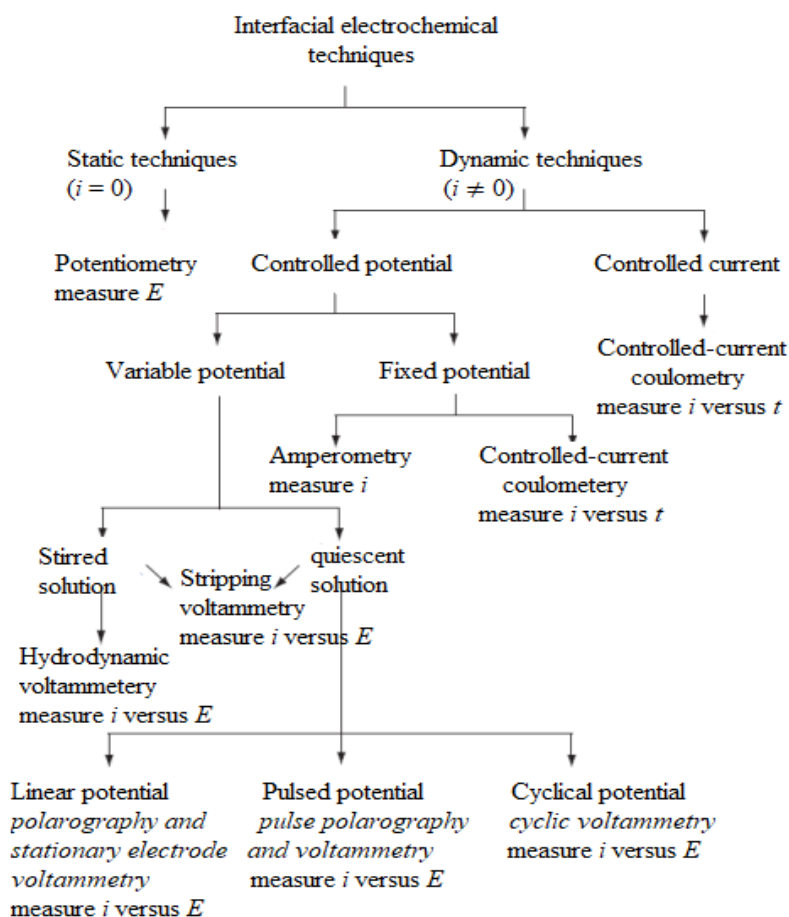 Interfacial electrochemical
techniques
Static techniques
(i = 0)
Dynamic techniques
(i ≠ 0)
Potentiometry
measure E
Controlled potential
Controlled current
Controlled-current
coulometry
measure i versus t
Variable potential
Fixed potential
Amperometry
measure i
Controlled-current
coulometery
measure i versus t
Stirred
solution
quiescent
solution
Stripping
voltammetry
measure i versus E
Hydrodynamic
voltammetery
measure i versus E
Linear potential
polarography and
stationary electrode
voltammetry
measure i versus E
Pulsed potential
pulse polarography
and voltammetry
measure i versus E
Cyclical potential
cyclic voltammetry
measure i versus E